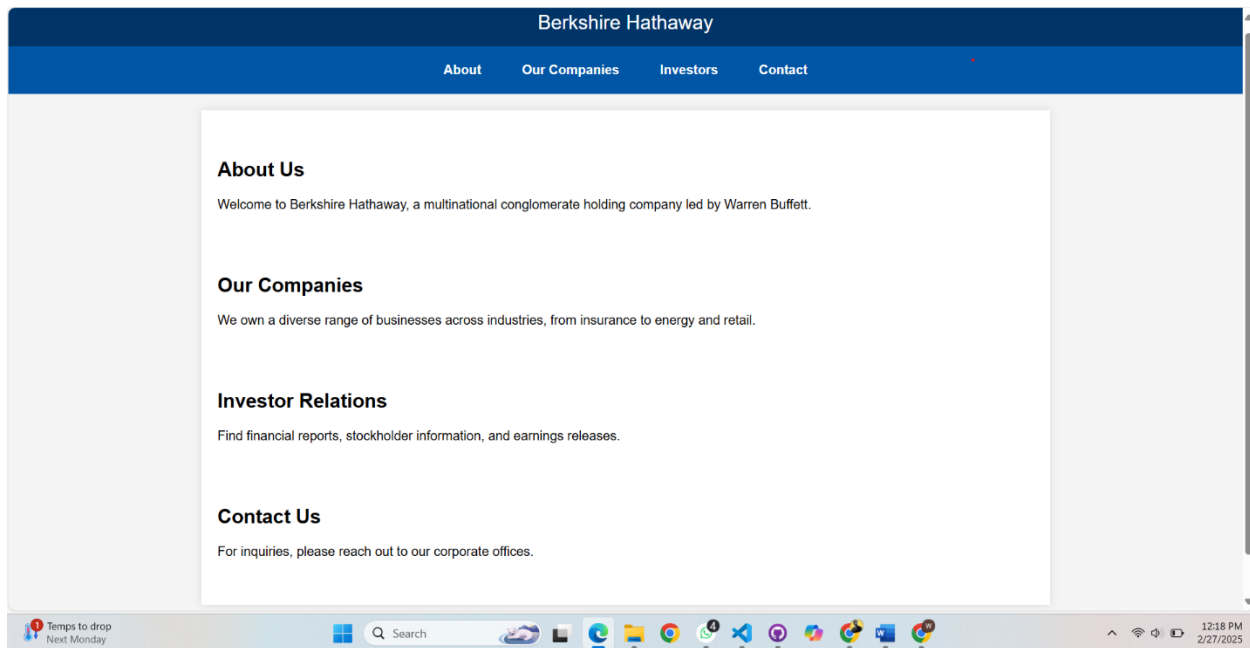 Berkshire Hathaway
About Our Companies Investors Contact
About Us
Welcome to Berkshire Hathaway, a multinational conglomerate holding company led by Warren Buffett.
Our Companies
We own a diverse range of businesses across industries, from insurance to energy and retail.
Investor Relations
Find financial reports, stockholder information, and earnings releases.
Contact Us
For inquiries, please reach out to our corporate offices.
1 Temps to drop
Next Monday
Search
4
W
W
12:18 PM
2/27/2025